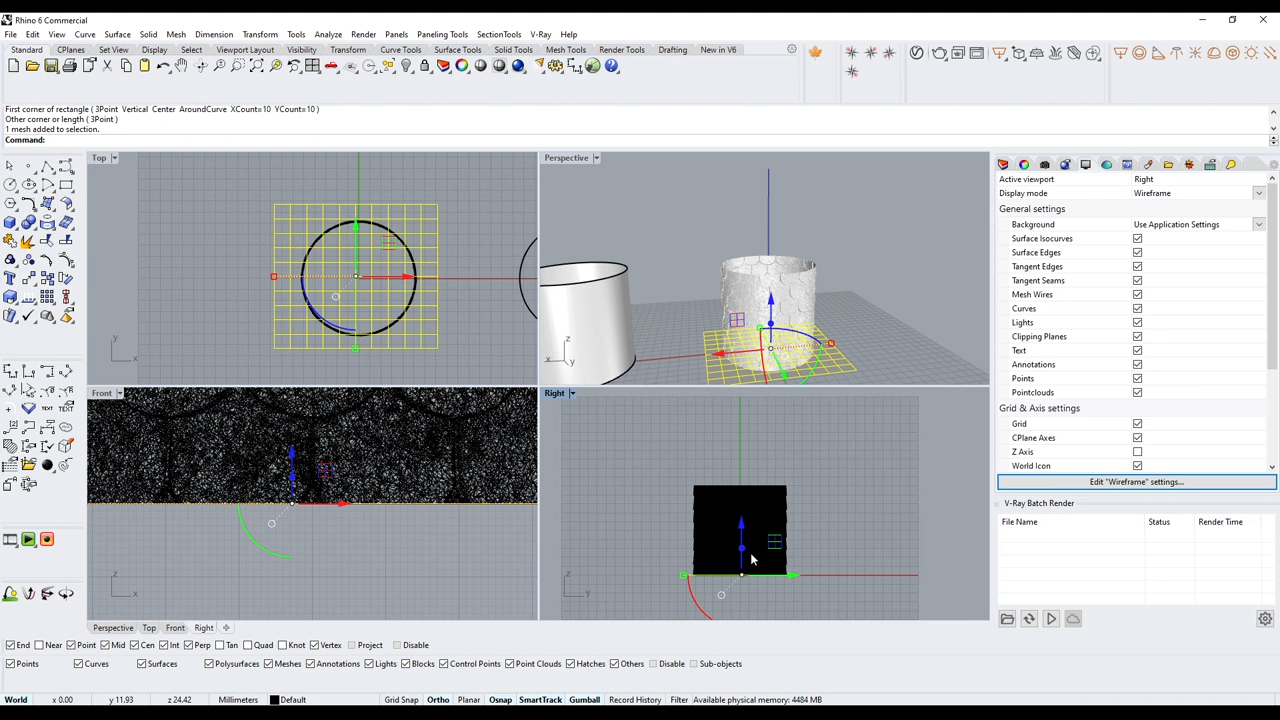 Rhino 6 Commercial
File Edit View Curve Surface Solid Mesh Dimension Transform Tools Analyze Render Panels Paneling Tools SectionTools V-Ray Help
Standard CPlanes Set View Display Select Viewport Layout Visibility Transform Curve Tools Surface Tools Solid Tools Mesh Tools Render Tools Drafting New in V6
First corner of rectangle ( 3Point Vertical Center AroundCurve XCount=10 YCount=10 )
Other corner or length ( 3Point )
1 mesh added to selection.
Command:
Top
Perspective
Active viewport Right
Display mode Wireframe
General settings
Background Use Application Settings
Surface Isocurves
Surface Edges
Tangent Edges
Tangent Seams
Mesh Wires
Curves
Lights
Clipping Planes
Text
Annotations
Points
Pointclouds
Grid & Axis settings
Grid
CPlane Axes
Z Axis
World Icon
Edit "Wireframe" settings...
V-Ray Batch Render
File Name Status Render Time
y x
z x y
Front
Right
z x
z y
TEXT TEXT
Perspective Top Front Right
End Near Point Mid Cen Int Perp Tan Quad Knot Vertex Project Disable
Points Curves Surfaces Polysurfaces Meshes Annotations Lights Blocks Control Points Point Clouds Hatches Others Disable Sub-objects
World x 0.00 y 11.93 z 24.42 Millimeters Default Grid Snap Ortho Planar Osnap SmartTrack Gumball Record History Filter Available physical memory: 4484 MB